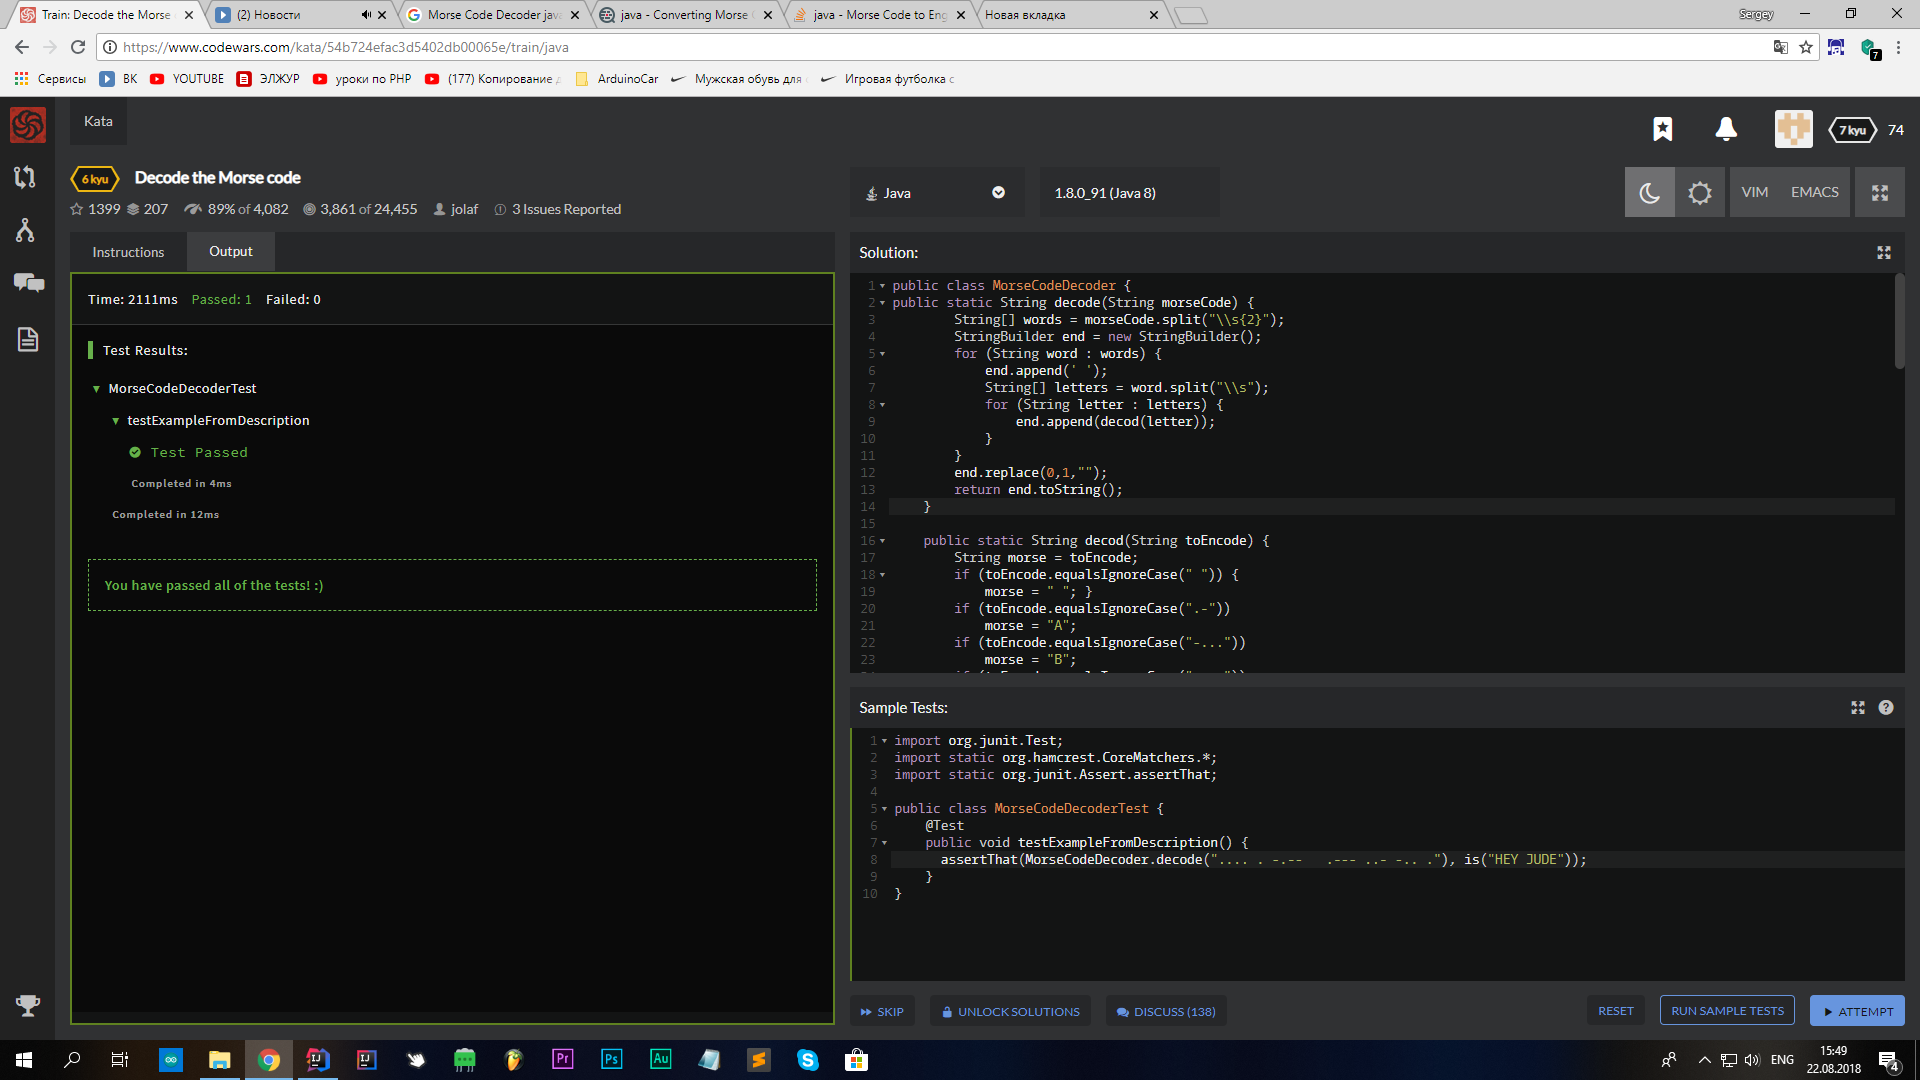 Train: Decode the Morse
(2) Новости
Morse Code Decoder jav
java - Converting Morse
java - Morse Code to Eng
Новая вкладка
Sergey
https://www.codewars.com/kata/54b724efac3d5402db00065e/train/java
7
Сервисы
ВК
YOUTUBE
ЭЛЖУР
уроки по PHP
(177) Копирование
ArduinoCar
Мужская обувь для
Игровая футболка с
Kata
7 kyu
74
6 kyu
Decode the Morse code
1399
207
89% of 4,082
3,861 of 24,455
jolaf
3 Issues Reported
Java
1.8.0_91 (Java 8)
VIM
EMACS
Instructions
Output
Time: 2111ms Passed: 1 Failed: 0
Test Results:
MorseCodeDecoderTest
testExampleFromDescription
Test Passed
Completed in 4ms
Completed in 12ms
You have passed all of the tests! :)
Solution:
1 public class MorseCodeDecoder {
2 public static String decode(String morseCode) {
3 String[] words = morseCode.split("\\s{2}");
4 StringBuilder end = new StringBuilder();
5 for (String word : words) {
6 end.append(' ');
7 String[] letters = word.split("\\s");
8 for (String letter : letters) {
9 end.append(decod(letter));
10 }
11 }
12 end.replace(0,1,"");
13 return end.toString();
14 }
15
16 public static String decod(String toEncode) {
17 String morse = toEncode;
18 if (toEncode.equalsIgnoreCase(" ")) {
19 morse = " "; }
20 if (toEncode.equalsIgnoreCase(".-"))
21 morse = "A";
22 if (toEncode.equalsIgnoreCase("-..."))
23 morse = "B";
Sample Tests:
1 import org.junit.Test;
2 import static org.hamcrest.CoreMatchers.*;
3 import static org.junit.Assert.assertThat;
4
5 public class MorseCodeDecoderTest {
6 @Test
7 public void testExampleFromDescription() {
8 assertThat(MorseCodeDecoder.decode(".... . -.--   .--- ..- -.. ."), is("HEY JUDE"));
9 }
10 }
SKIP
UNLOCK SOLUTIONS
DISCUSS (138)
RESET
RUN SAMPLE TESTS
ATTEMPT
IJ
IJ
Pr
Ps
Au
ENG
15:49
22.08.2018
4